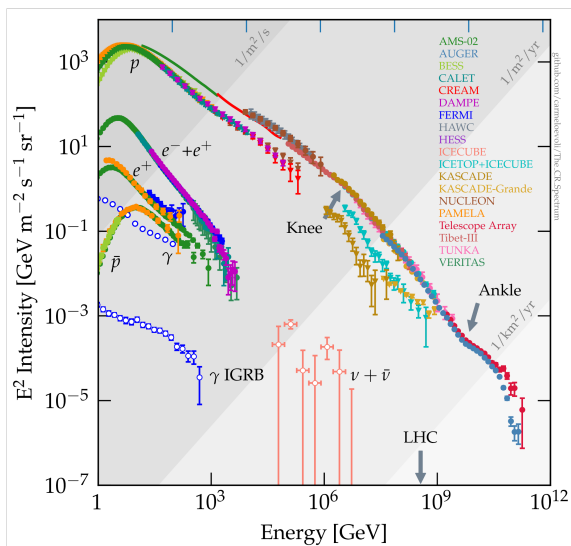 E² Intensity [GeV m⁻² s⁻¹ sr⁻¹]
10³
10¹
10⁻¹
10⁻³
10⁻⁵
10⁻⁷
1
10³
10⁶
10⁹
10¹²
Energy [GeV]
1/m²/s
1/m²/yr
1/km²/yr
p
e⁻+e⁺
e⁺
p̄
γ
γ IGRB
ν + ν̄
Knee
Ankle
LHC
AMS-02
AUGER
BESS
CALET
CREAM
DAMPE
FERMI
HAWC
HESS
ICECUBE
ICETOP+ICECUBE
KASCADE
KASCADE-Grande
NUCLEON
PAMELA
Telescope Array
Tibet-III
TUNKA
VERITAS
github.com/carmeloevoli/The_CR_Spectrum